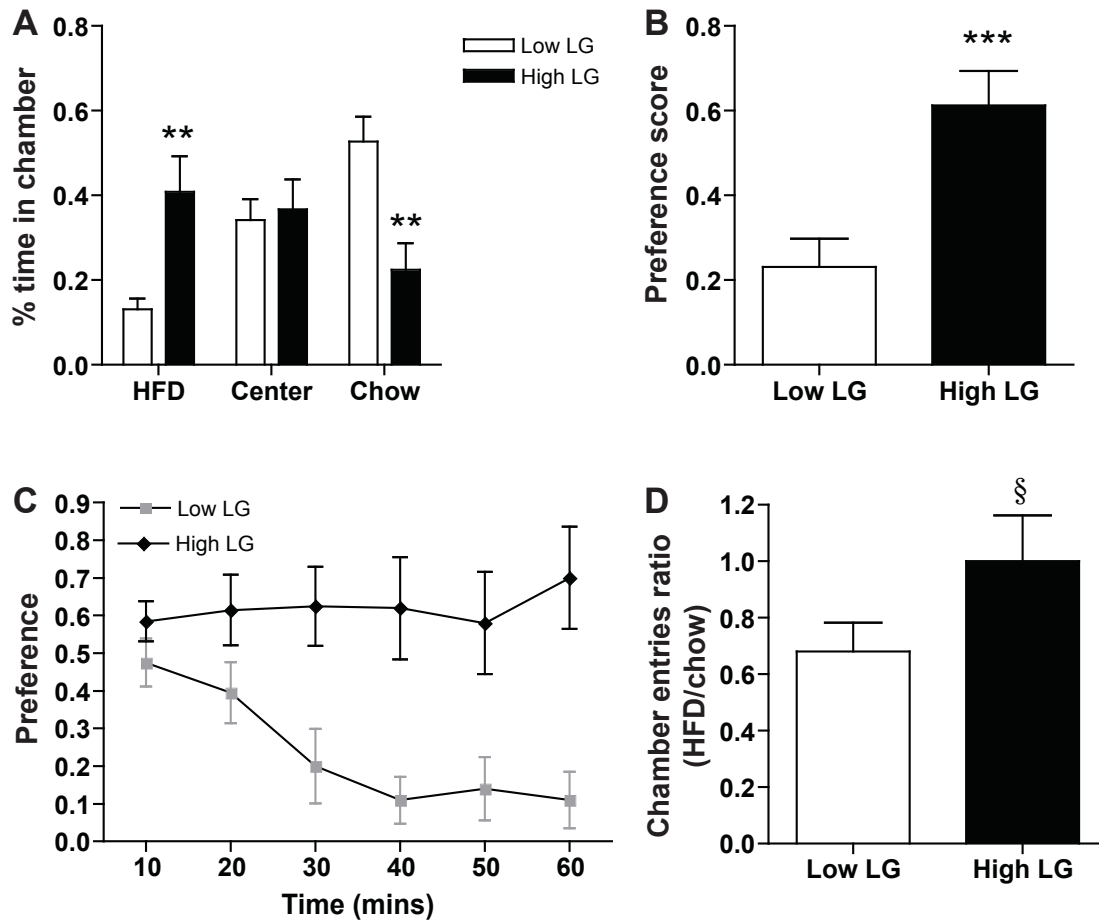 A
% time in chamber
0.8
0.6
0.4
0.2
0.0
**
**
HFD Center Chow
Low LG
High LG
B
Preference score
0.8
0.6
0.4
0.2
0.0
***
Low LG High LG
C
Preference
0.9
0.8
0.7
0.6
0.5
0.4
0.3
0.2
0.1
0.0
Low LG
High LG
10 20 30 40 50 60
Time (mins)
D
Chamber entries ratio
(HFD/chow)
1.2
1.0
0.8
0.6
0.4
0.2
0.0
§
Low LG High LG